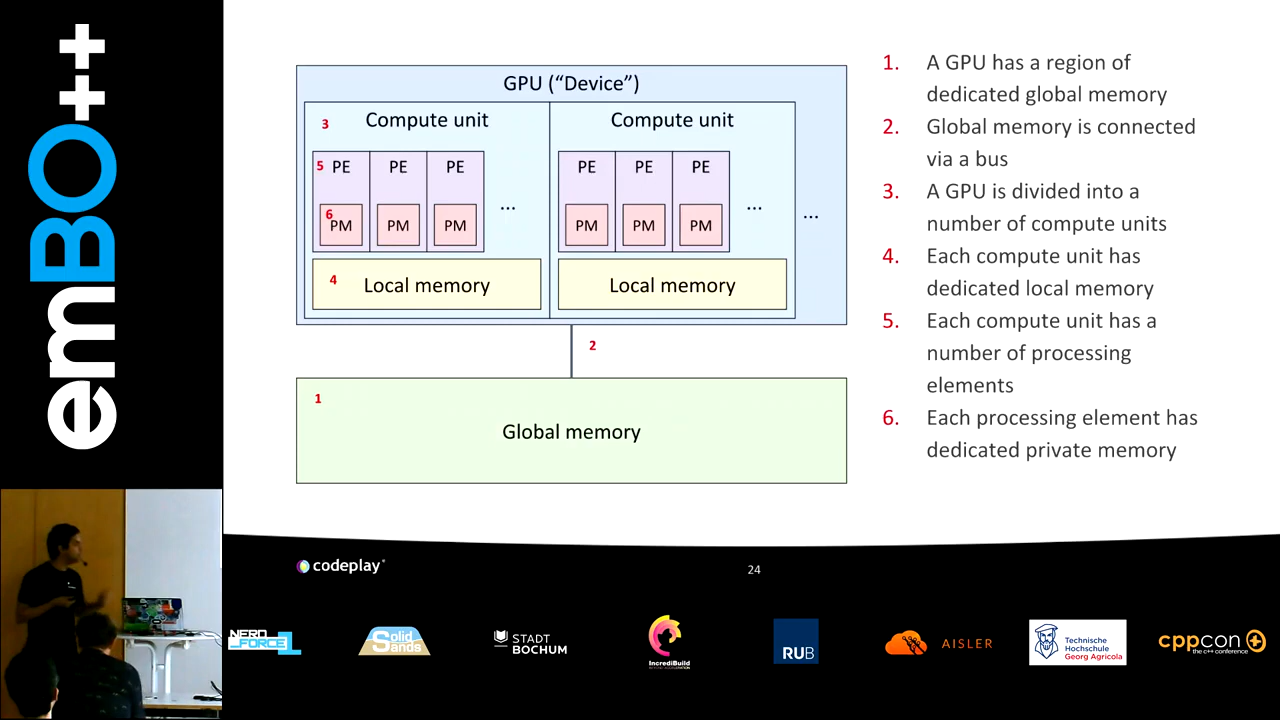 emBO++
GPU (“Device”)
3 Compute unit
Compute unit
5 PE PE PE
PE PE PE
...
...
...
6 PM PM PM
PM PM PM
4 Local memory
Local memory
2
1
Global memory
1. A GPU has a region of
dedicated global memory
2. Global memory is connected
via a bus
3. A GPU is divided into a
number of compute units
4. Each compute unit has
dedicated local memory
5. Each compute unit has a
number of processing
elements
6. Each processing element has
dedicated private memory
codeplay®
24
NERD
FORCE1
Solid
Sands
STADT
BOCHUM
IncrediBuild
RUB
AISLER
Technische
Hochschule
Georg Agricola
cppcon
the c++ conference